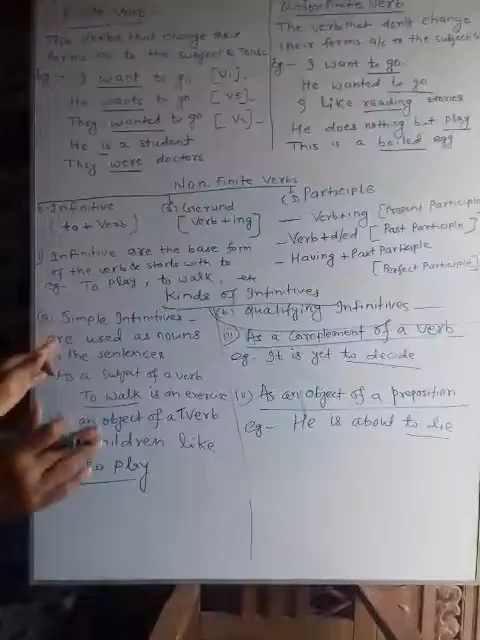 Finite Verb
The verbs that change their
forms a/c to the subject & Tense
Eg:- I want to go [V1].
He wants to go [V5].
They wanted to go [V2].
He is a student
They were doctors
Nonfinite Verb
The verb that don't change
their forms a/c to the subject &
Eg:- I want to go.
He wanted to go
I like reading stories
He does nothing but play
This is a boiled egg
Non-finite Verbs
Infinitive
(to + Verb)
(2) Gerund
[Verb+ing]
(3) Participle
— Verb+ing [Present Participle
— Verb+d/ed [Past Participle]
— Having + Past Participle
[Perfect Participle]
1) Infinitive are the base form
of the verb & starts with to
eg- To play, to walk, etc
Kinds of Infinitives
(a) Simple Infinitives —
are used as nouns
the sentences
As a Subject of a verb
To walk is an exercise
an object of a verb
children like
to play
(b) Qualifying Infinitives —
(i) As a complement of a verb
eg- It is yet to decide
(ii) As an object of a preposition
eg- He is about to die